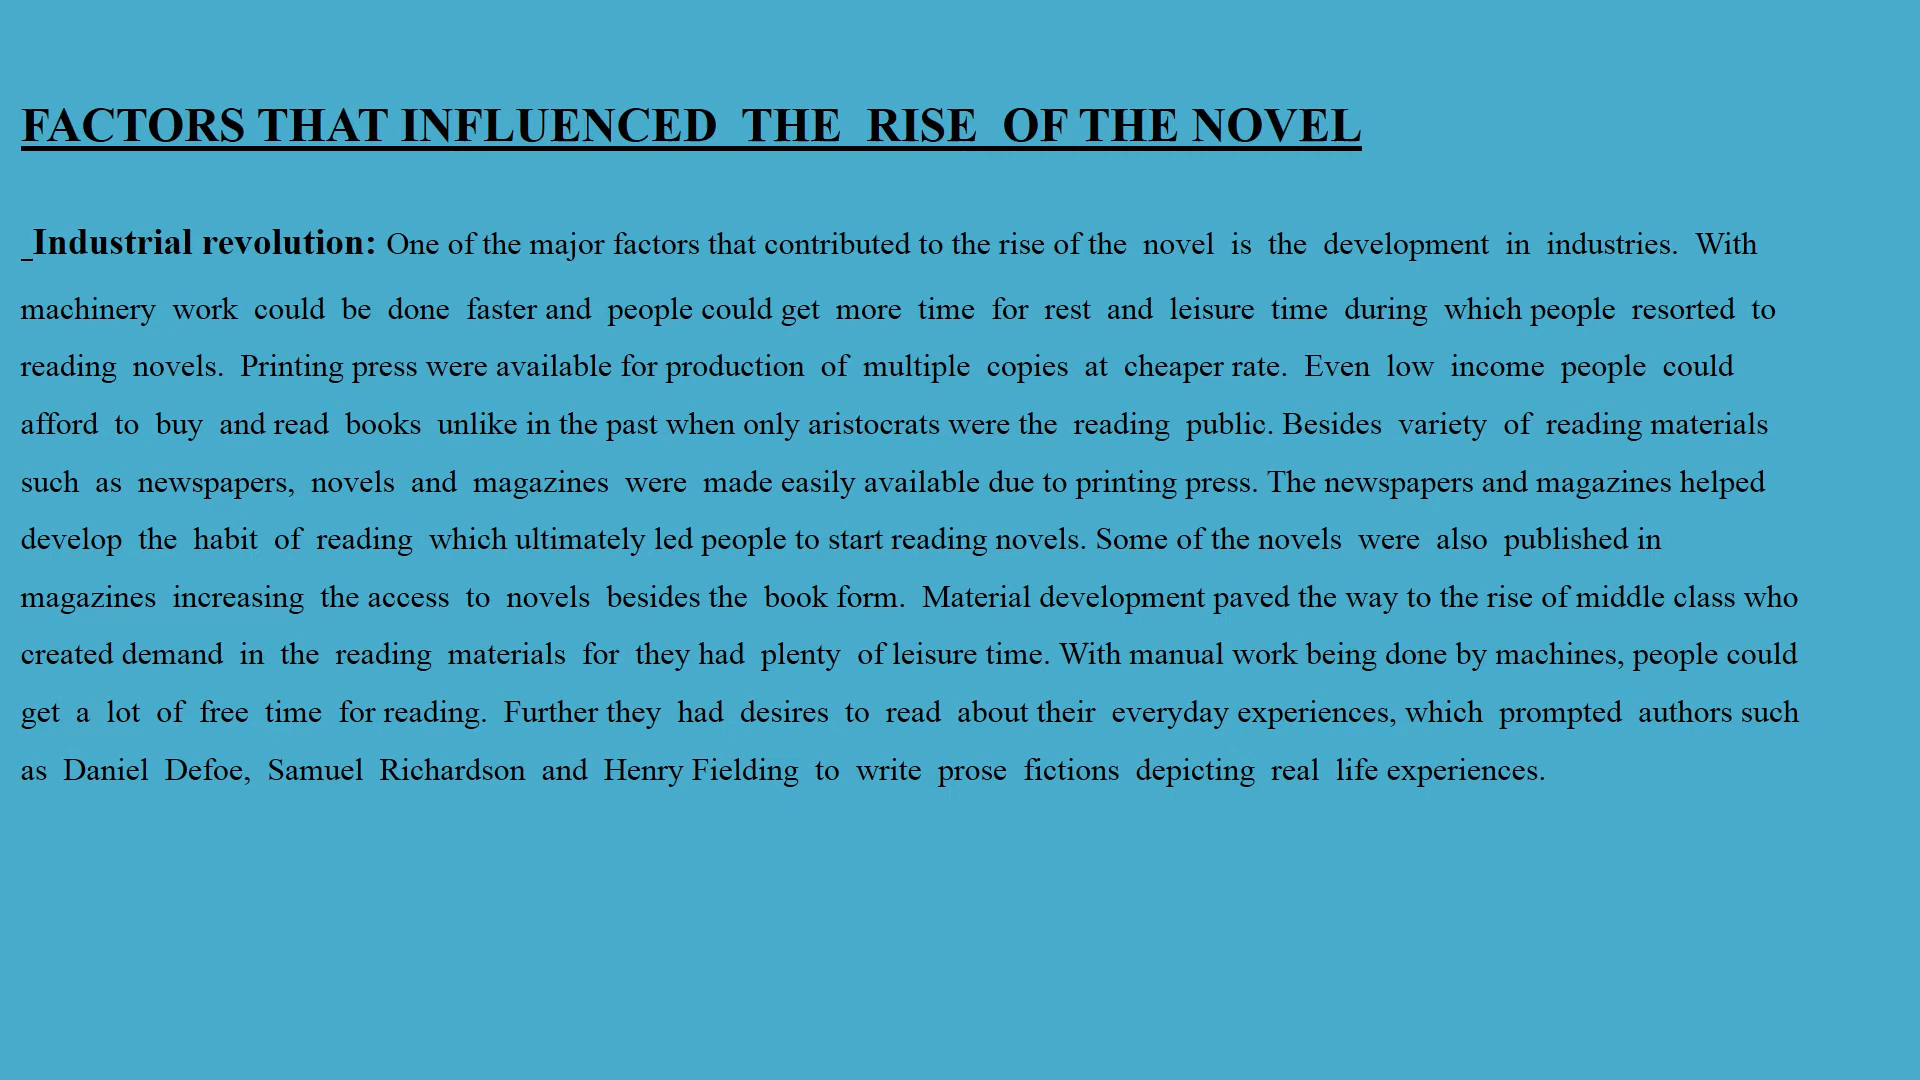 FACTORS THAT INFLUENCED THE RISE OF THE NOVEL
Industrial revolution: One of the major factors that contributed to the rise of the novel is the development in industries. With
machinery work could be done faster and people could get more time for rest and leisure time during which people resorted to
reading novels. Printing press were available for production of multiple copies at cheaper rate. Even low income people could
afford to buy and read books unlike in the past when only aristocrats were the reading public. Besides variety of reading materials
such as newspapers, novels and magazines were made easily available due to printing press. The newspapers and magazines helped
develop the habit of reading which ultimately led people to start reading novels. Some of the novels were also published in
magazines increasing the access to novels besides the book form. Material development paved the way to the rise of middle class who
created demand in the reading materials for they had plenty of leisure time. With manual work being done by machines, people could
get a lot of free time for reading. Further they had desires to read about their everyday experiences, which prompted authors such
as Daniel Defoe, Samuel Richardson and Henry Fielding to write prose fictions depicting real life experiences.